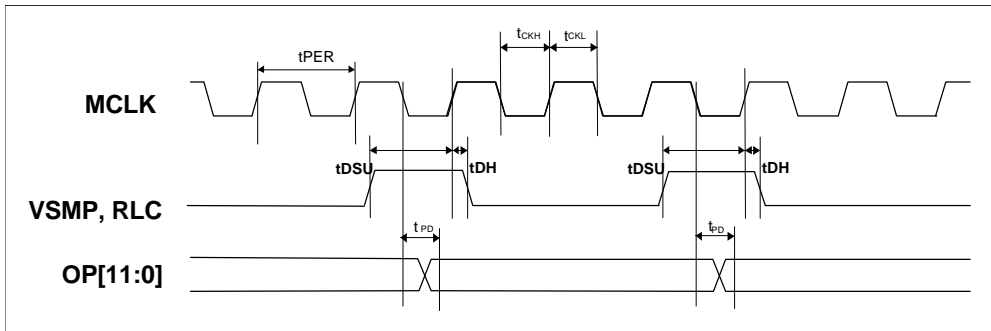 tCKH tCKL
tPER
MCLK
tDSU tDH tDSU tDH
VSMP, RLC
tPD tPD
OP[11:0]